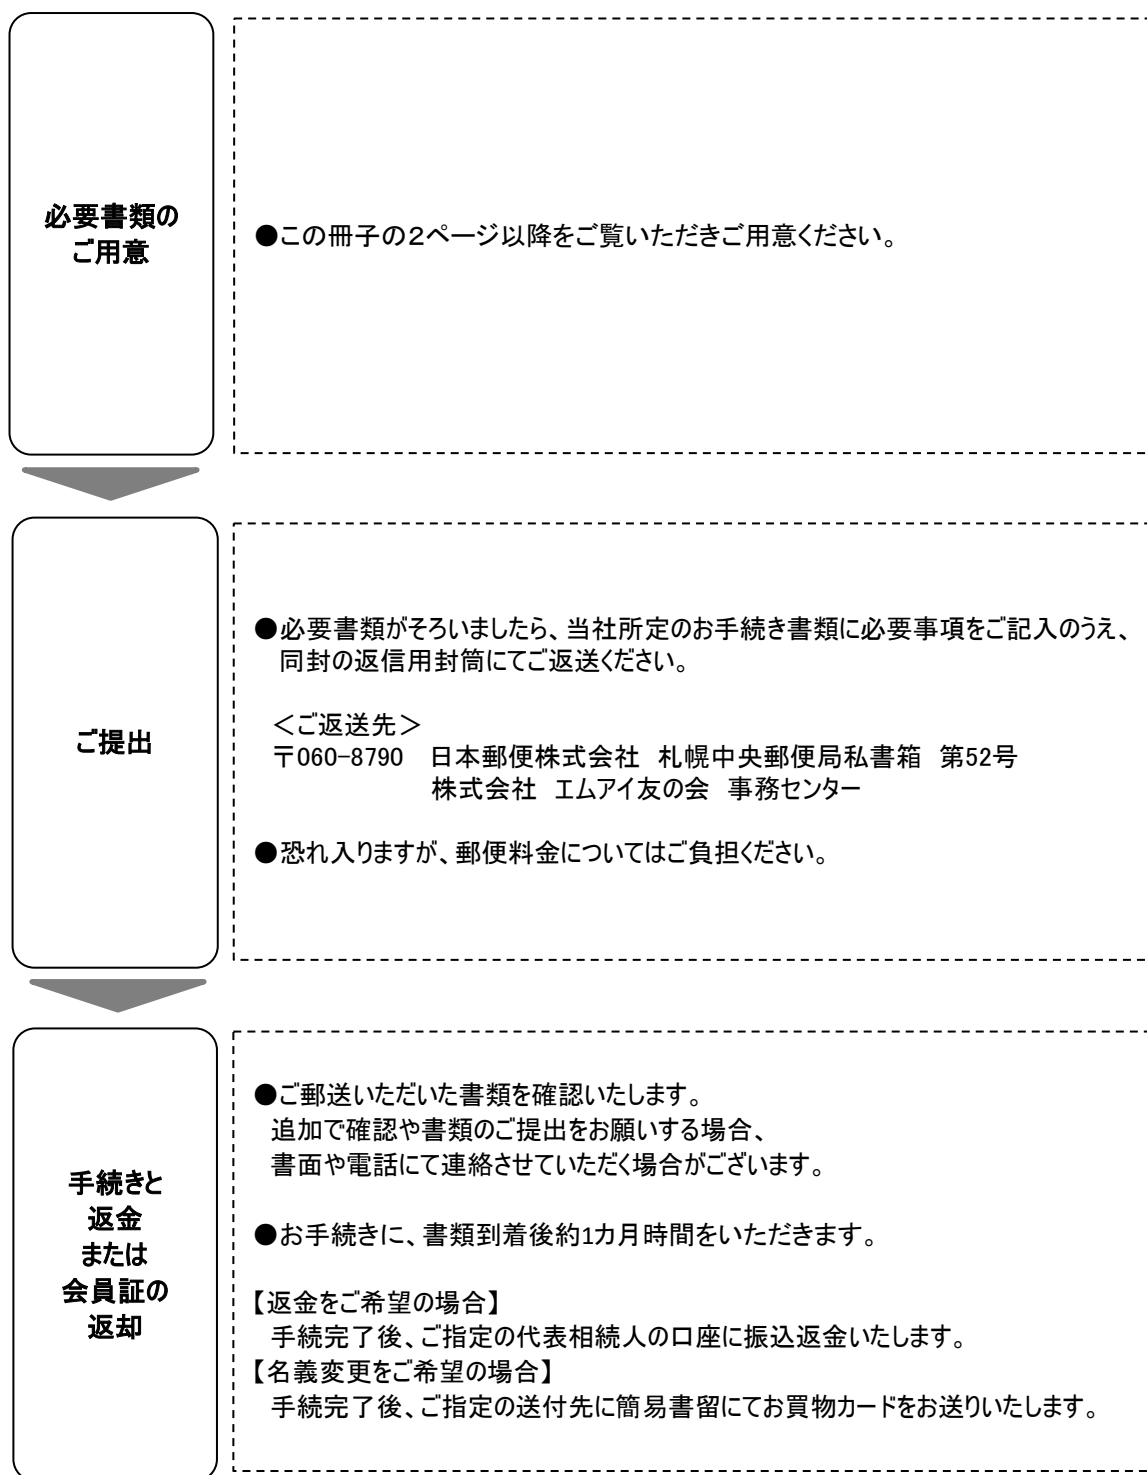 必要書類の
ご用意
●この冊子の２ページ以降をご覧いただきご用意ください。
ご提出
●必要書類がそろいましたら、当社所定のお手続き書類に必要事項をご記入のうえ、
同封の返信用封筒にてご返送ください。
＜ご返送先＞
〒060-8790　日本郵便株式会社　札幌中央郵便局私書箱　第52号
株式会社　エムアイ友の会　事務センター
●恐れ入りますが、郵便料金についてはご負担ください。
手続きと
返金
または
会員証の
返却
●ご郵送いただいた書類を確認いたします。
追加で確認や書類のご提出をお願いする場合、
書面や電話にて連絡させていただく場合がございます。
●お手続きに、書類到着後約1カ月時間をいただきます。
【返金をご希望の場合】
手続完了後、ご指定の代表相続人の口座に振込返金いたします。
【名義変更をご希望の場合】
手続完了後、ご指定の送付先に簡易書留にてお買物カードをお送りいたします。